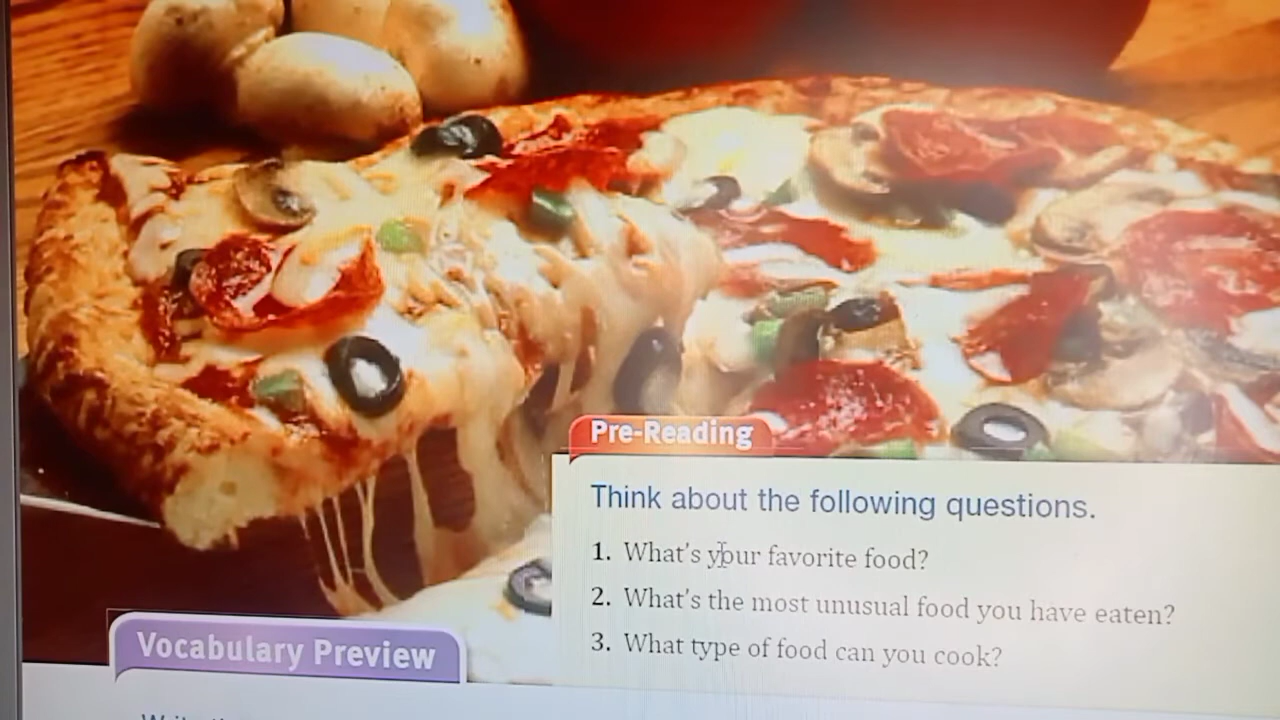 Pre-Reading
Think about the following questions.
1. What's your favorite food?
2. What's the most unusual food you have eaten?
3. What type of food can you cook?
Vocabulary Preview